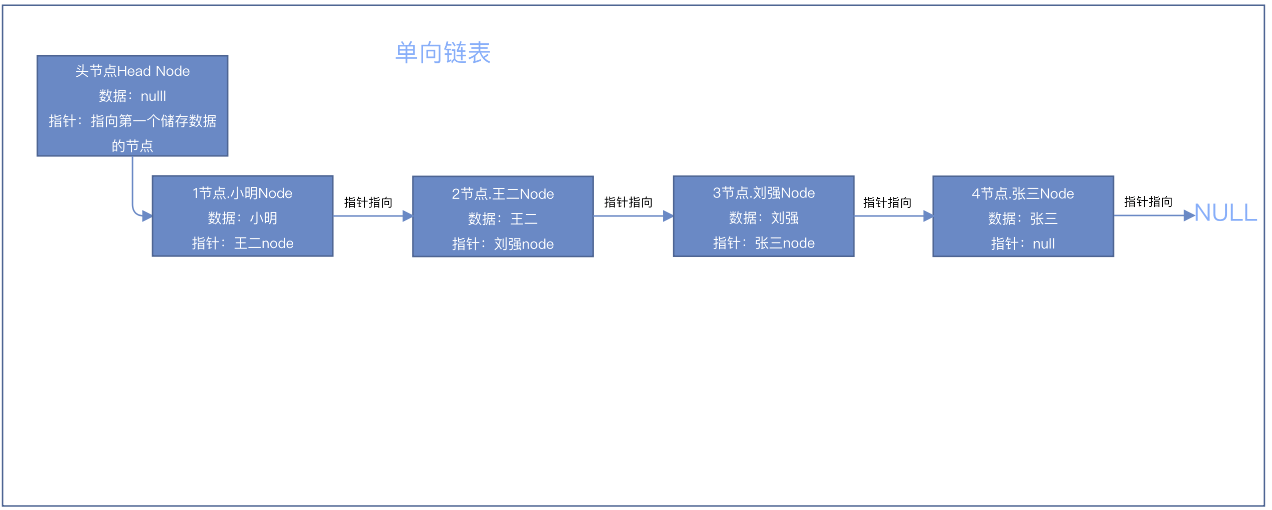 单向链表
头节点Head Node
数据：nulll
指针：指向第一个储存数据
的节点
1节点.小明Node
数据：小明
指针：王二node
指针指向
2节点.王二Node
数据：王二
指针：刘强node
指针指向
3节点.刘强Node
数据：刘强
指针：张三node
指针指向
4节点.张三Node
数据：张三
指针：null
指针指向
NULL